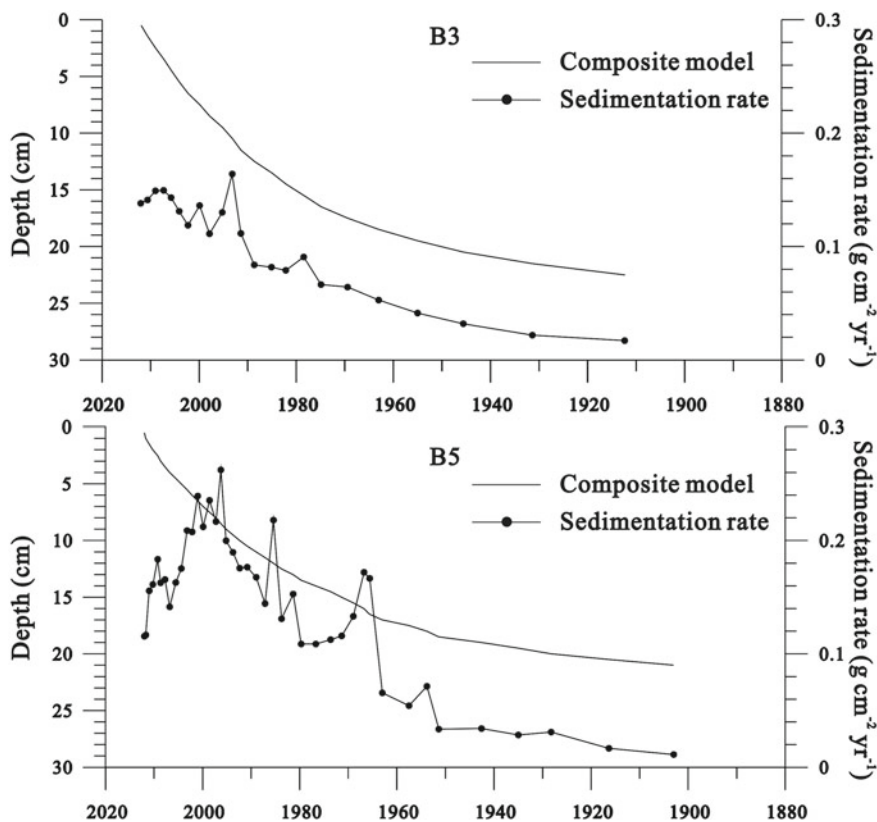 B3
Composite model
Sedimentation rate
Depth (cm)
0
5
10
15
20
25
30
0.3
0.2
0.1
0
Sedimentation rate (g cm⁻² yr⁻¹)
2020 2000 1980 1960 1940 1920 1900 1880
B5
Composite model
Sedimentation rate
Depth (cm)
0
5
10
15
20
25
30
0.3
0.2
0.1
0
Sedimentation rate (g cm⁻² yr⁻¹)
2020 2000 1980 1960 1940 1920 1900 1880